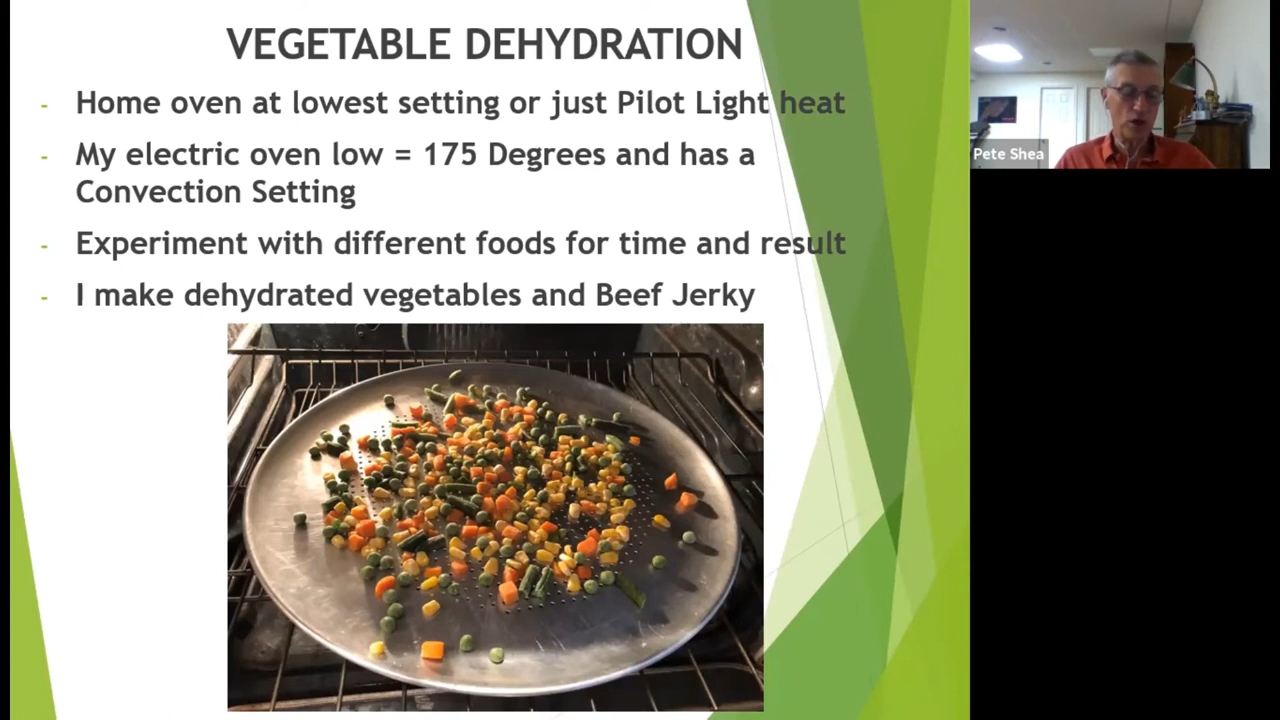 VEGETABLE DEHYDRATION
- Home oven at lowest setting or just Pilot Light heat
- My electric oven low = 175 Degrees and has a
Convection Setting
- Experiment with different foods for time and result
- I make dehydrated vegetables and Beef Jerky
Pete Shea